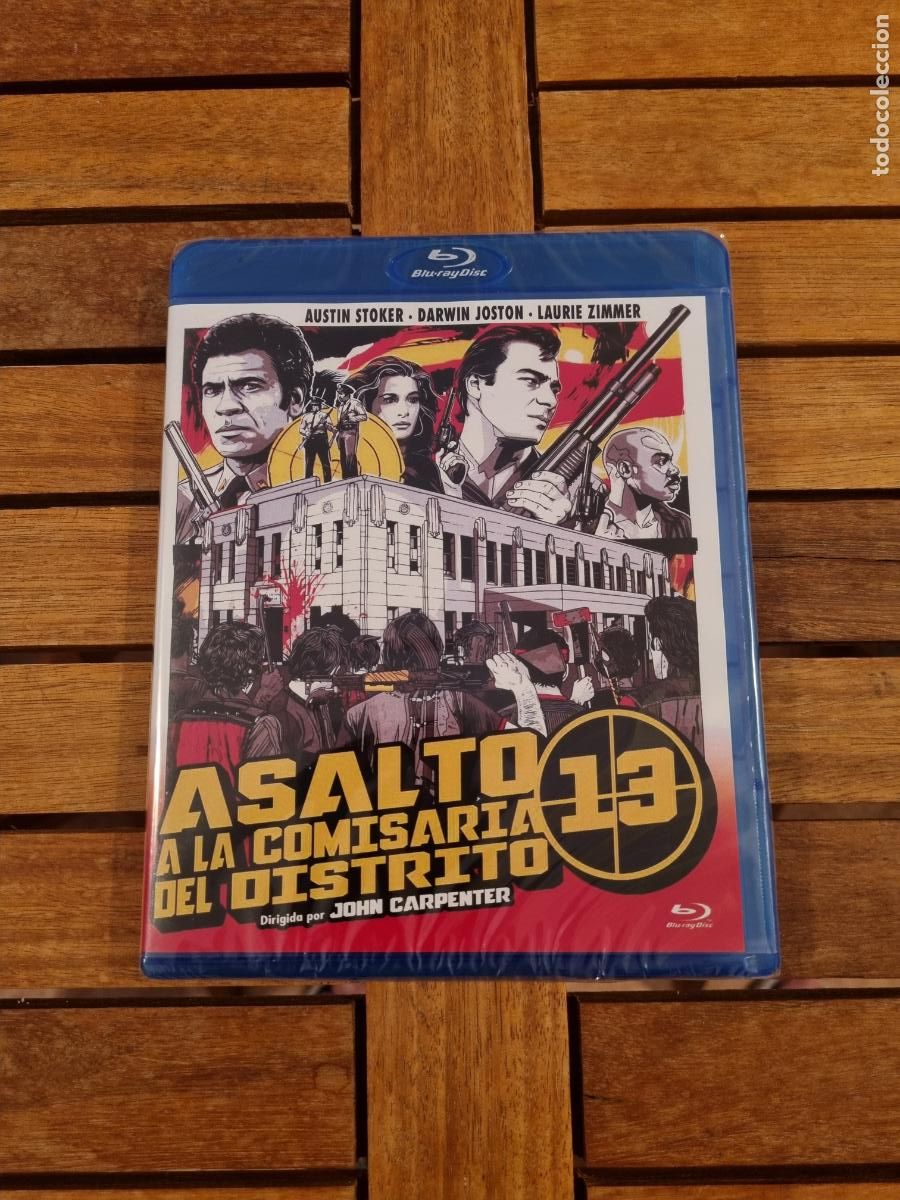 Blu-ray Disc
AUSTIN STOKER · DARWIN JOSTON · LAURIE ZIMMER
ASALTO
A LA COMISARIA
DEL DISTRITO
13
Dirigida por JOHN CARPENTER
Blu-ray Disc
todocoleccion